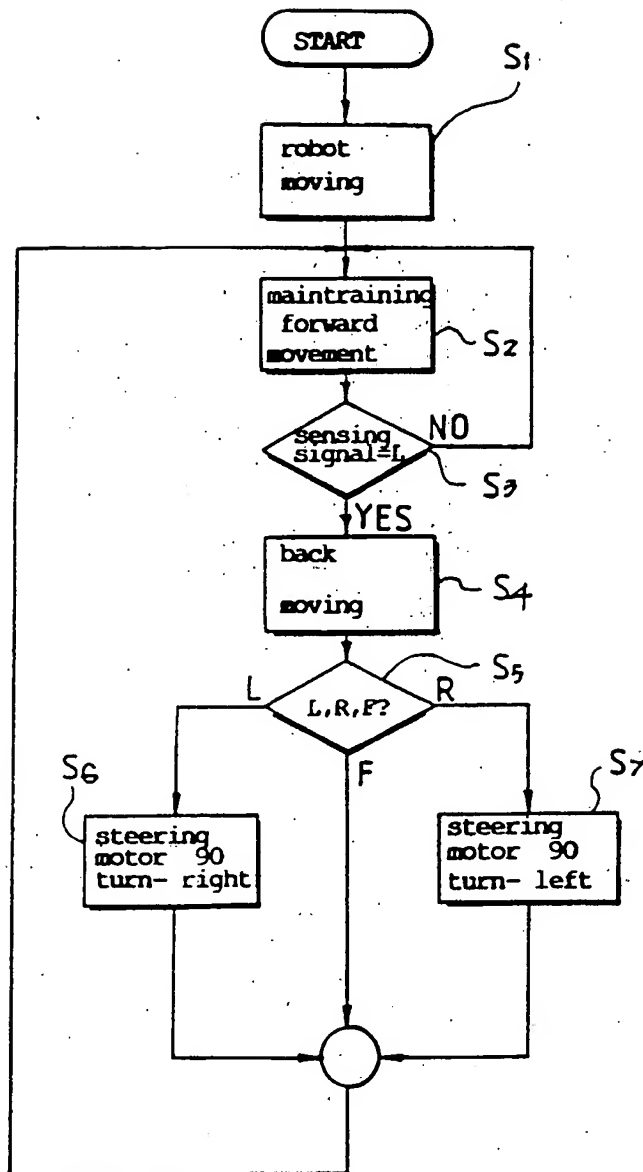 START
S1
robot
moving
maintraining
forward
movement
S2
sensing
signal=L
NO
S3
YES
back
moving
S4
S5
L
L,R,F?
R
F
S6
steering
motor 90
turn- right
S7
steering
motor 90
turn- left